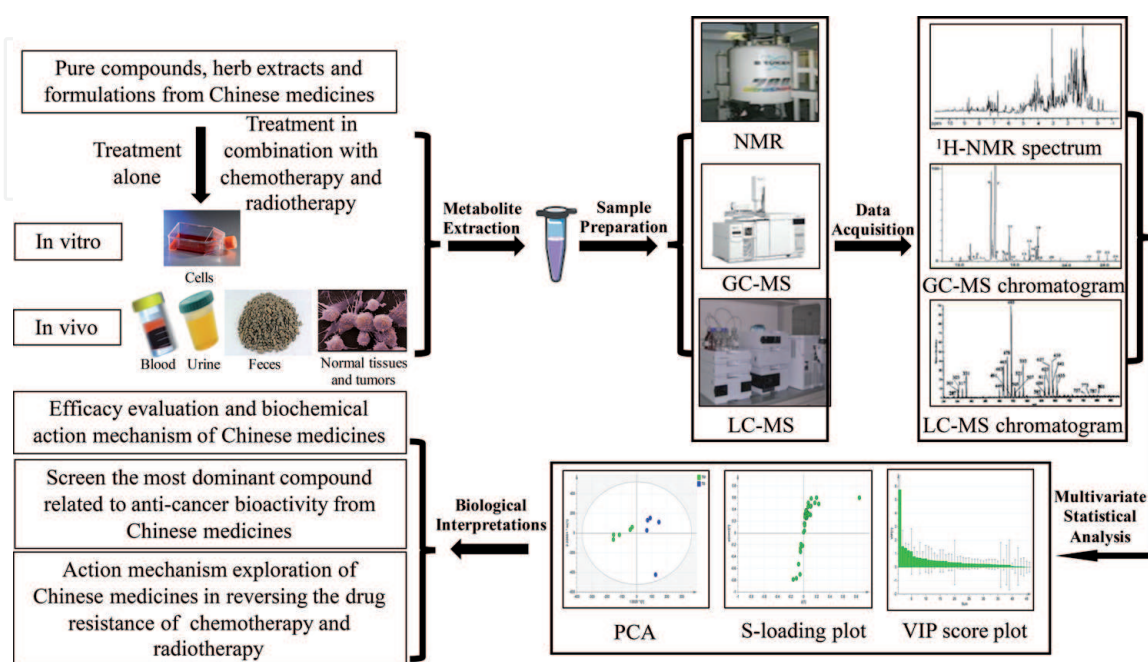 Pure compounds, herb extracts and
formulations from Chinese medicines
Treatment
alone
Treatment in
combination with
chemotherapy and
radiotherapy
In vitro
Cells
In vivo
Blood
Urine
Feces
Normal tissues
and tumors
Metabolite
Extraction
Sample
Preparation
NMR
GC-MS
LC-MS
Data
Acquisition
¹H-NMR spectrum
GC-MS chromatogram
LC-MS chromatogram
Multivariate
Statistical
Analysis
PCA
S-loading plot
VIP score plot
Biological
Interpretations
Efficacy evaluation and biochemical
action mechanism of Chinese medicines
Screen the most dominant compound
related to anti-cancer bioactivity from
Chinese medicines
Action mechanism exploration of
Chinese medicines in reversing the drug
resistance of chemotherapy and
radiotherapy